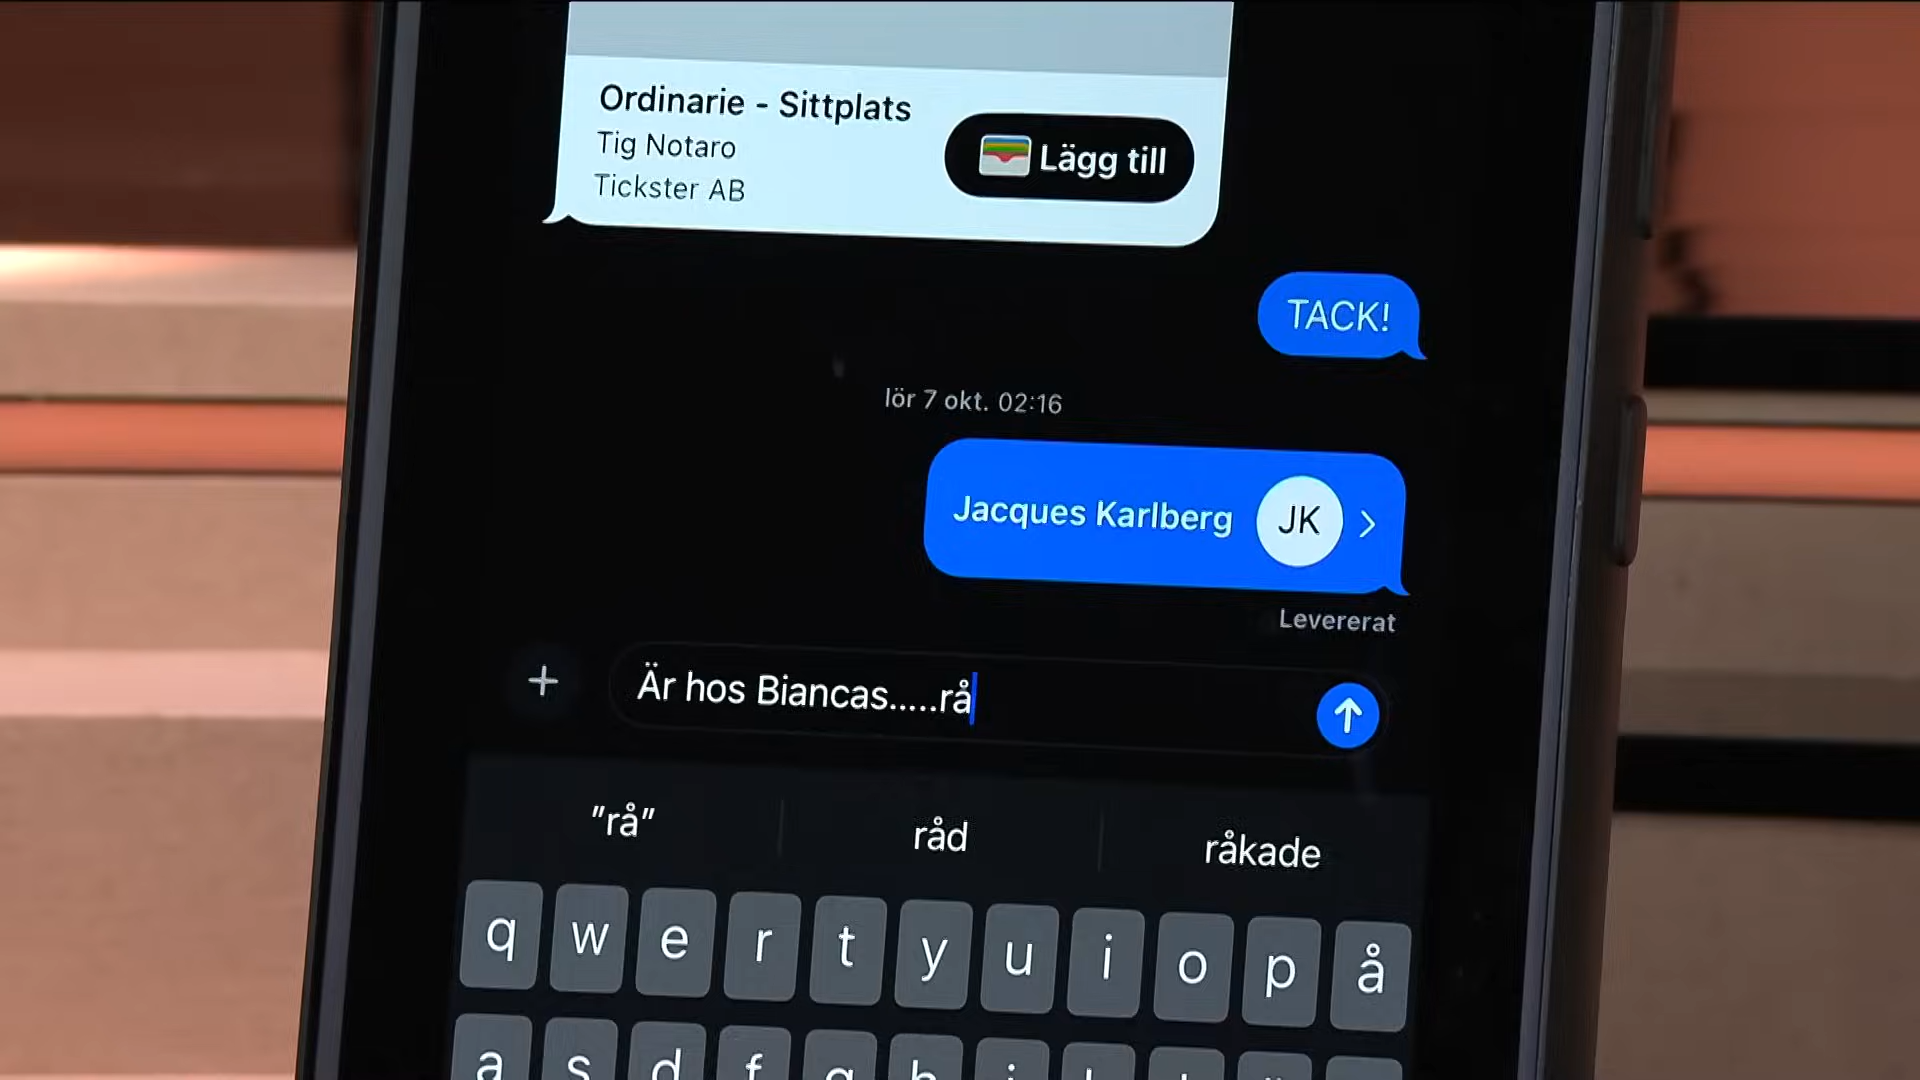 Ordinarie - Sittplats
Tig Notaro
Tickster AB
Lägg till
TACK!
lör 7 okt. 02:16
Jacques Karlberg
JK
Levererat
Är hos Biancas.....rå
"rå" råd råkade
q w e r t y u i o p å
a s d f g h j